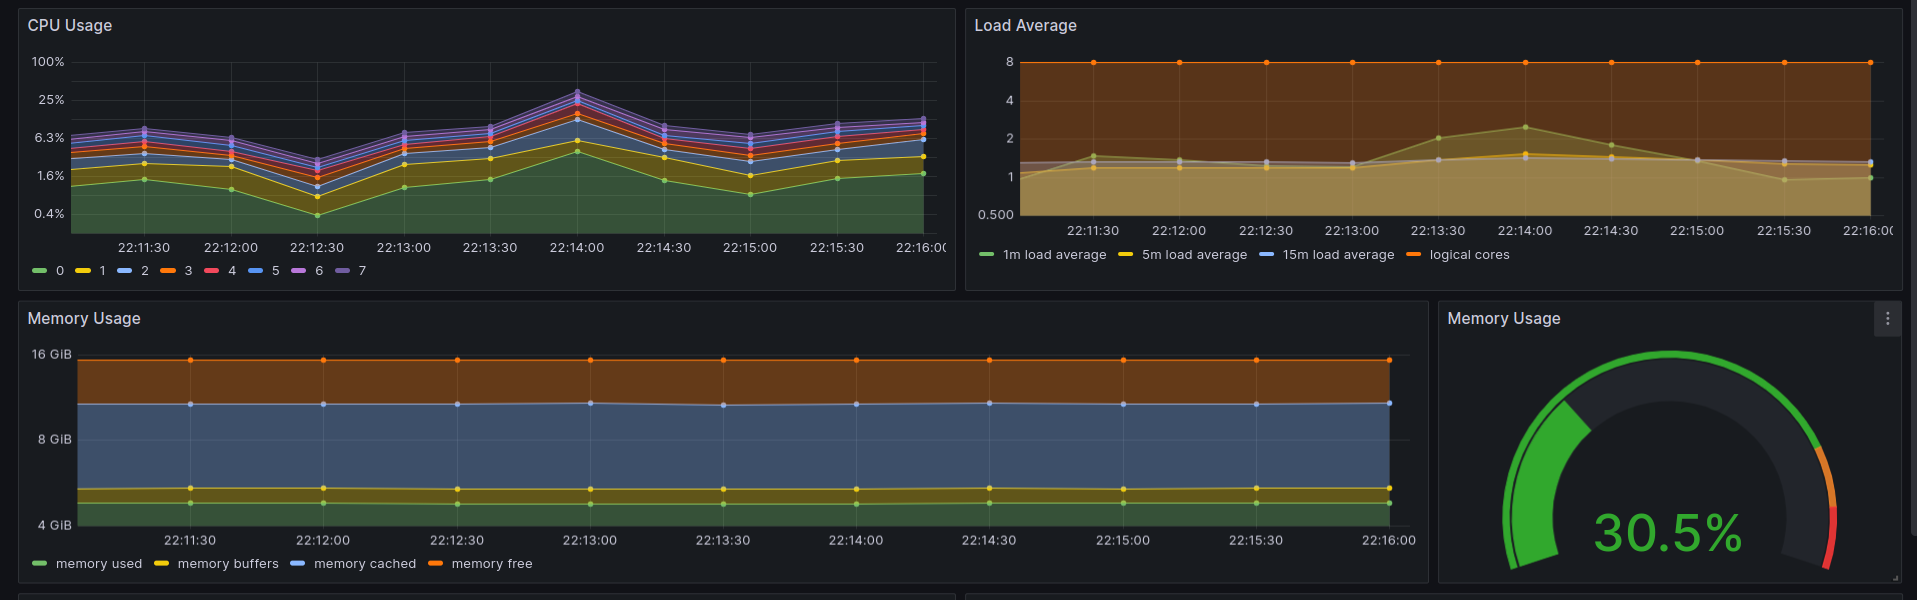 CPU Usage
100%
25%
6.3%
1.6%
0.4%
22:11:30 22:12:00 22:12:30 22:13:00 22:13:30 22:14:00 22:14:30 22:15:00 22:15:30 22:16:00
0 1 2 3 4 5 6 7
Load Average
8
4
2
1
0.500
22:11:30 22:12:00 22:12:30 22:13:00 22:13:30 22:14:00 22:14:30 22:15:00 22:15:30 22:16:00
1m load average 5m load average 15m load average logical cores
Memory Usage
16 GiB
8 GiB
4 GiB
22:11:30 22:12:00 22:12:30 22:13:00 22:13:30 22:14:00 22:14:30 22:15:00 22:15:30 22:16:00
memory used memory buffers memory cached memory free
Memory Usage
30.5%